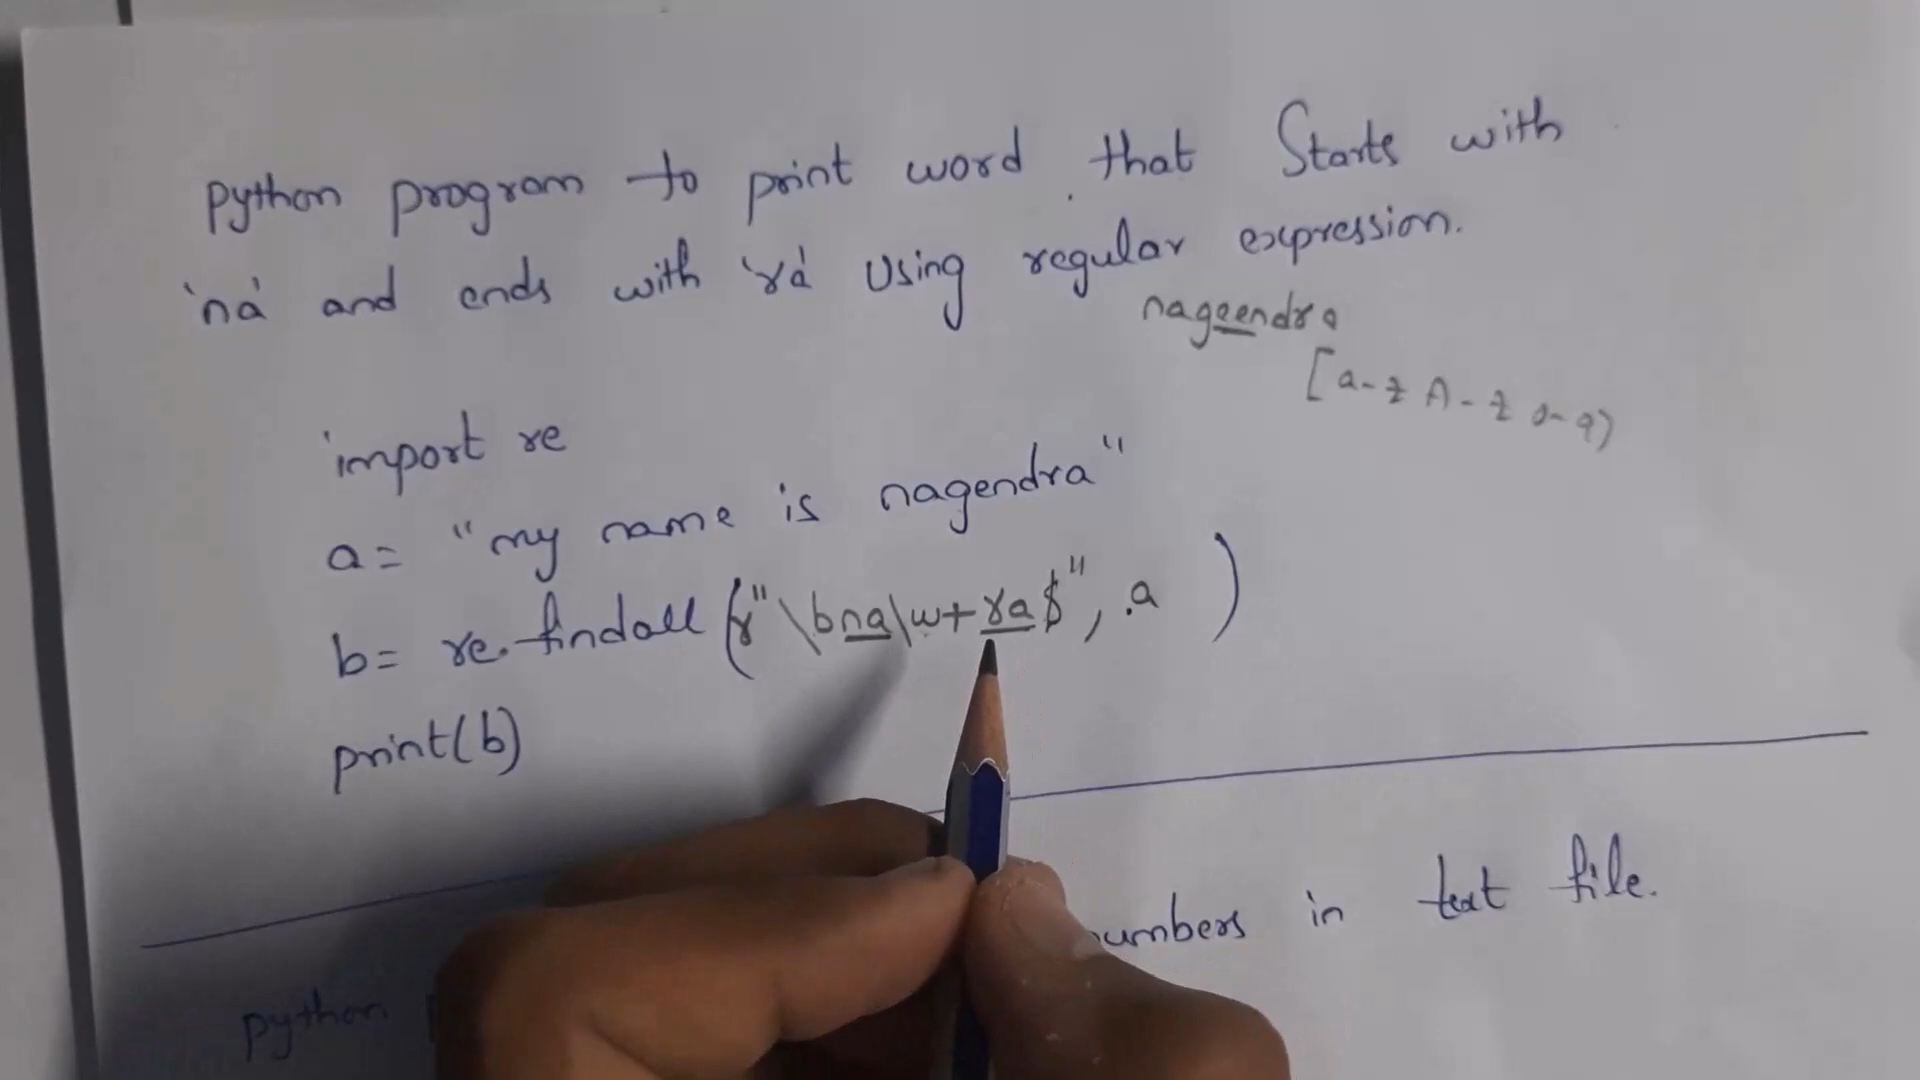 python program to print word that Starts with
'na' and ends with 'ra' using regular expression.
nageendra
[a-z A-z 0-9)
import re
a= "my name is nagendra"
b= re.findall (r"\bna\w+ra$", a )
print(b)
numbers in text file.
python